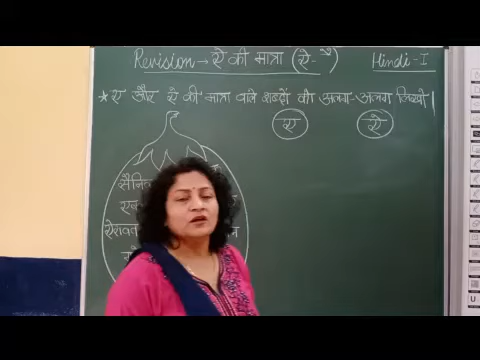 Revision → ऐ की मात्रा (ऐ- ै) Hindi - I
★ ए और ऐ की मात्रा वाले शब्दों को अलग-अलग लिखो।
ए ऐ